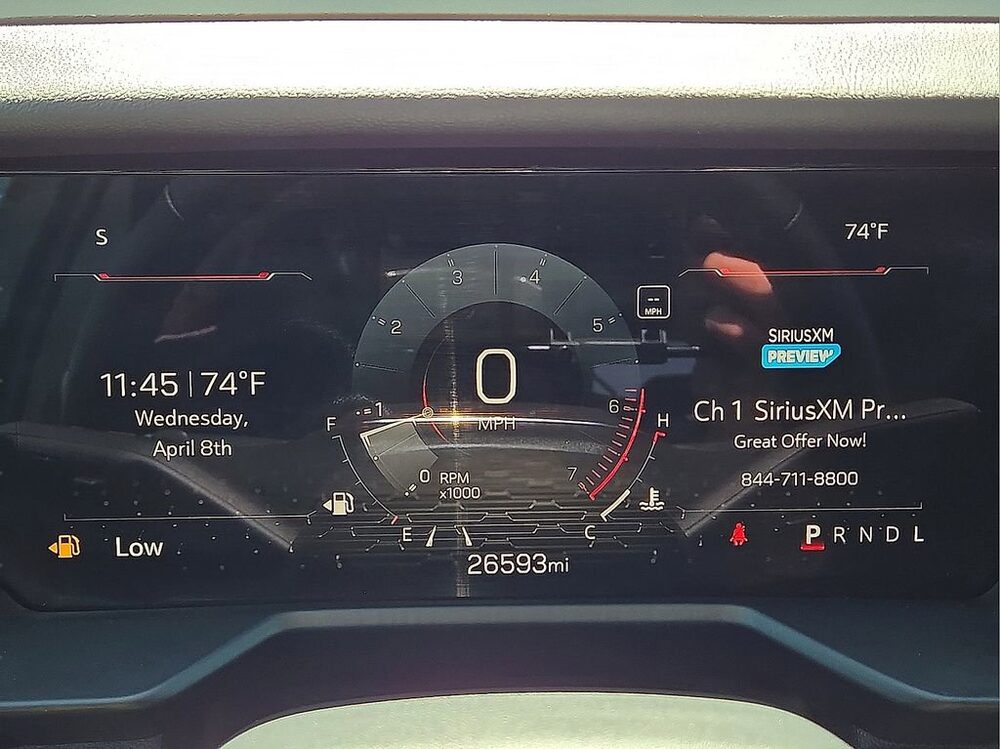 S
74°F
3
4
2
5
-- MPH
SIRIUSXM
PREVIEW
11:45 | 74°F
0
1
6
Ch 1 SiriusXM Pr...
Wednesday,
MPH
F
H
April 8th
Great Offer Now!
0
RPM
x1000
7
844-711-8800
E
C
Low
P R N D L
26593mi